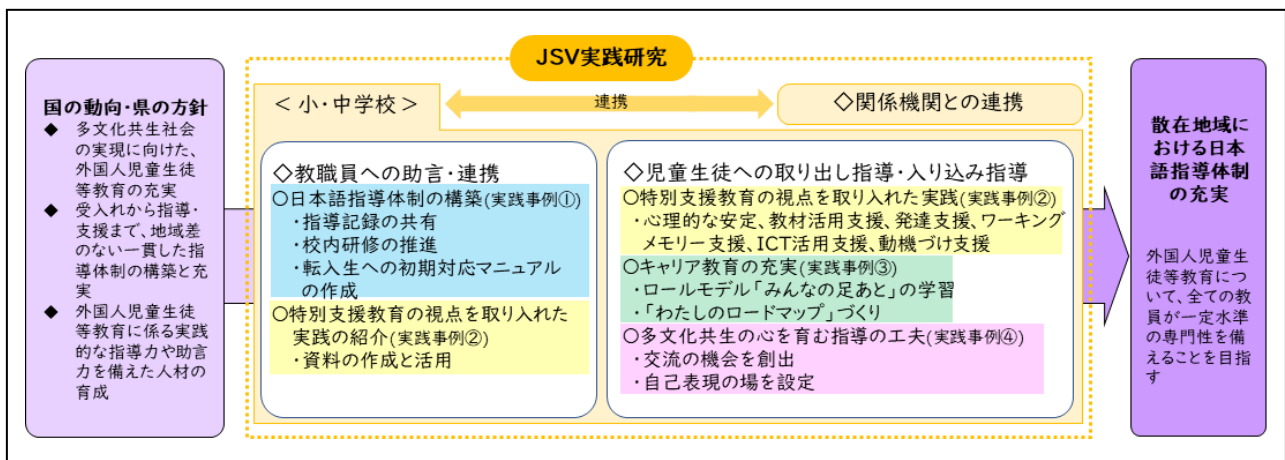 JSV実践研究
国の動向・県の方針
◆ 多文化共生社会
の実現に向けた、
外国人児童生徒
等教育の充実
◆ 受入れから指導・
支援まで、地域差
のない一貫した指
導体制の構築と充
実
◆ 外国人児童生徒
等教育に係る実践
的な指導力や助言
力を備えた人材の
育成
<小・中学校>
連携
◇関係機関との連携
◇教職員への助言・連携
〇日本語指導体制の構築(実践事例①)
・指導記録の共有
・校内研修の推進
・転入生への初期対応マニュアル
の作成
〇特別支援教育の視点を取り入れた
実践の紹介(実践事例②)
・資料の作成と活用
◇児童生徒への取り出し指導・入り込み指導
〇特別支援教育の視点を取り入れた実践(実践事例②)
・心理的な安定、教材活用支援、発達支援、ワーキング
メモリー支援、ICT活用支援、動機づけ支援
〇キャリア教育の充実(実践事例③)
・ロールモデル「みんなの足あと」の学習
・「わたしのロードマップ」づくり
〇多文化共生の心を育む指導の工夫(実践事例④)
・交流の機会を創出
・自己表現の場を設定
散在地域に
おける日本
語指導体制
の充実
外国人児童生
徒等教育につ
いて、全ての教
員が一定水準
の専門性を備
えることを目指
す